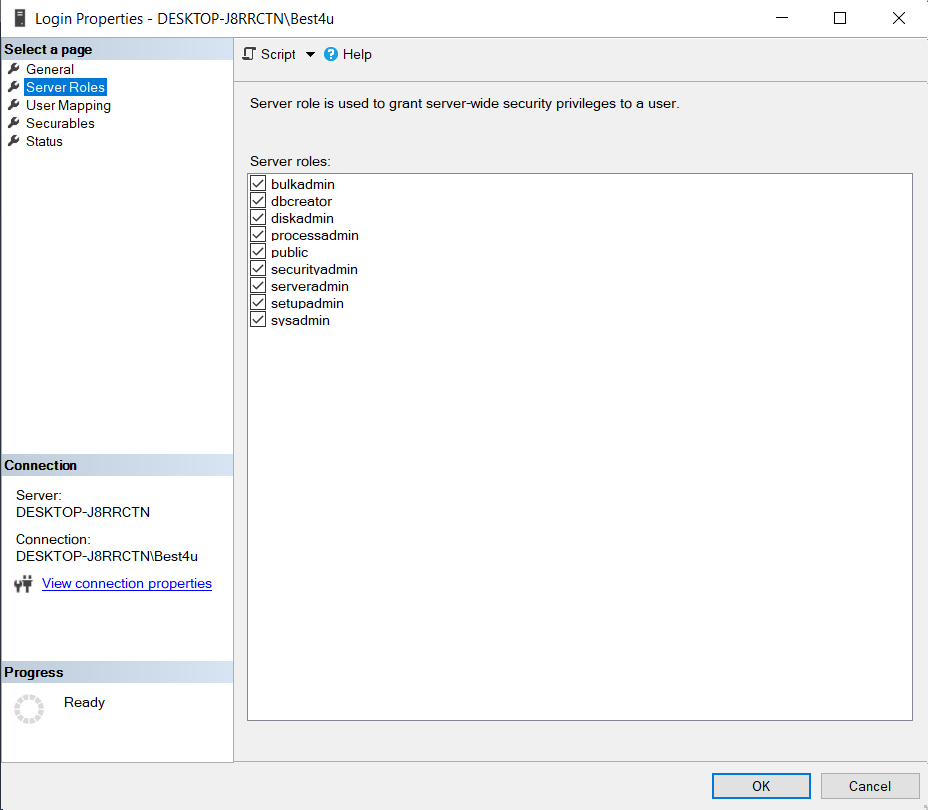 Login Properties - DESKTOP-J8RRCTN\Best4u
Select a page
General
Server Roles
User Mapping
Securables
Status
Script
Help
Server role is used to grant server-wide security privileges to a user.
Server roles:
bulkadmin
dbcreator
diskadmin
processadmin
public
securityadmin
serveradmin
setupadmin
sysadmin
Connection
Server:
DESKTOP-J8RRCTN
Connection:
DESKTOP-J8RRCTN\Best4u
View connection properties
Progress
Ready
OK
Cancel